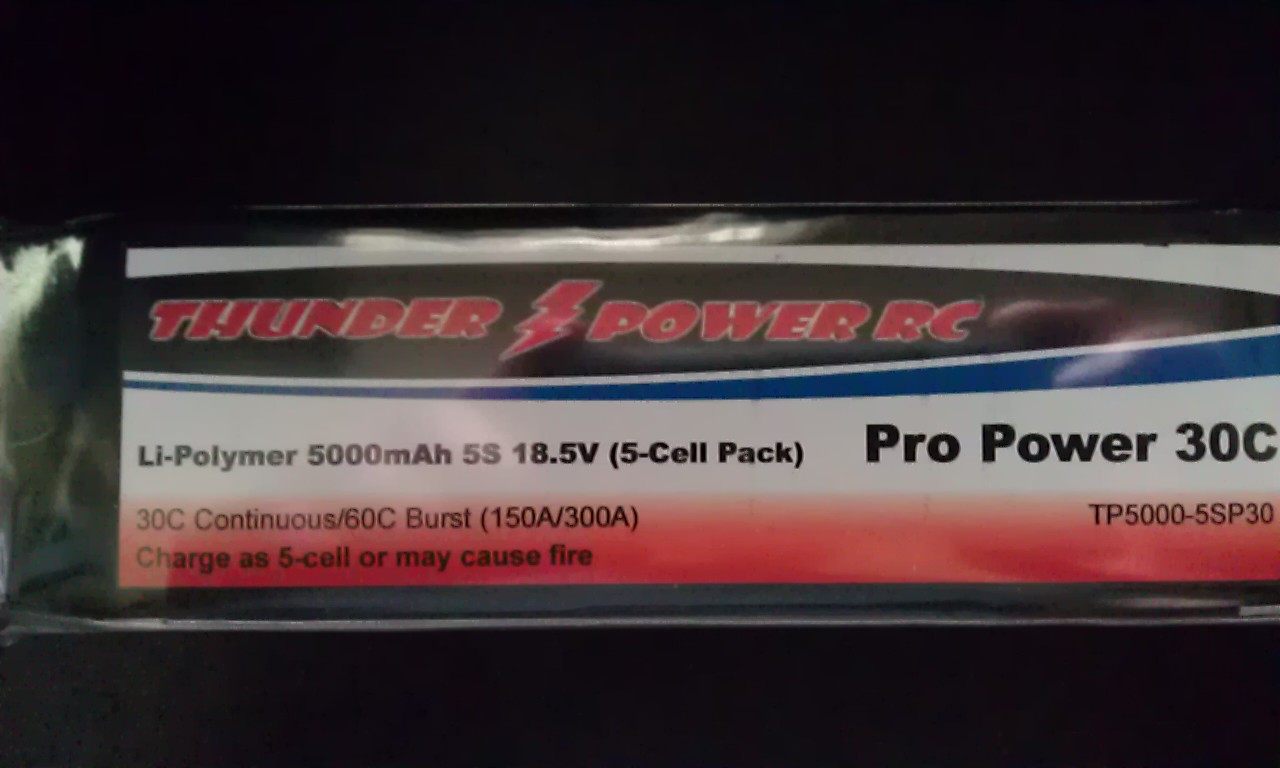 THUNDER POWER RC
Li-Polymer 5000mAh 5S 18.5V (5-Cell Pack)
Pro Power 30C
30C Continuous/60C Burst (150A/300A)
TP5000-5SP30
Charge as 5-cell or may cause fire